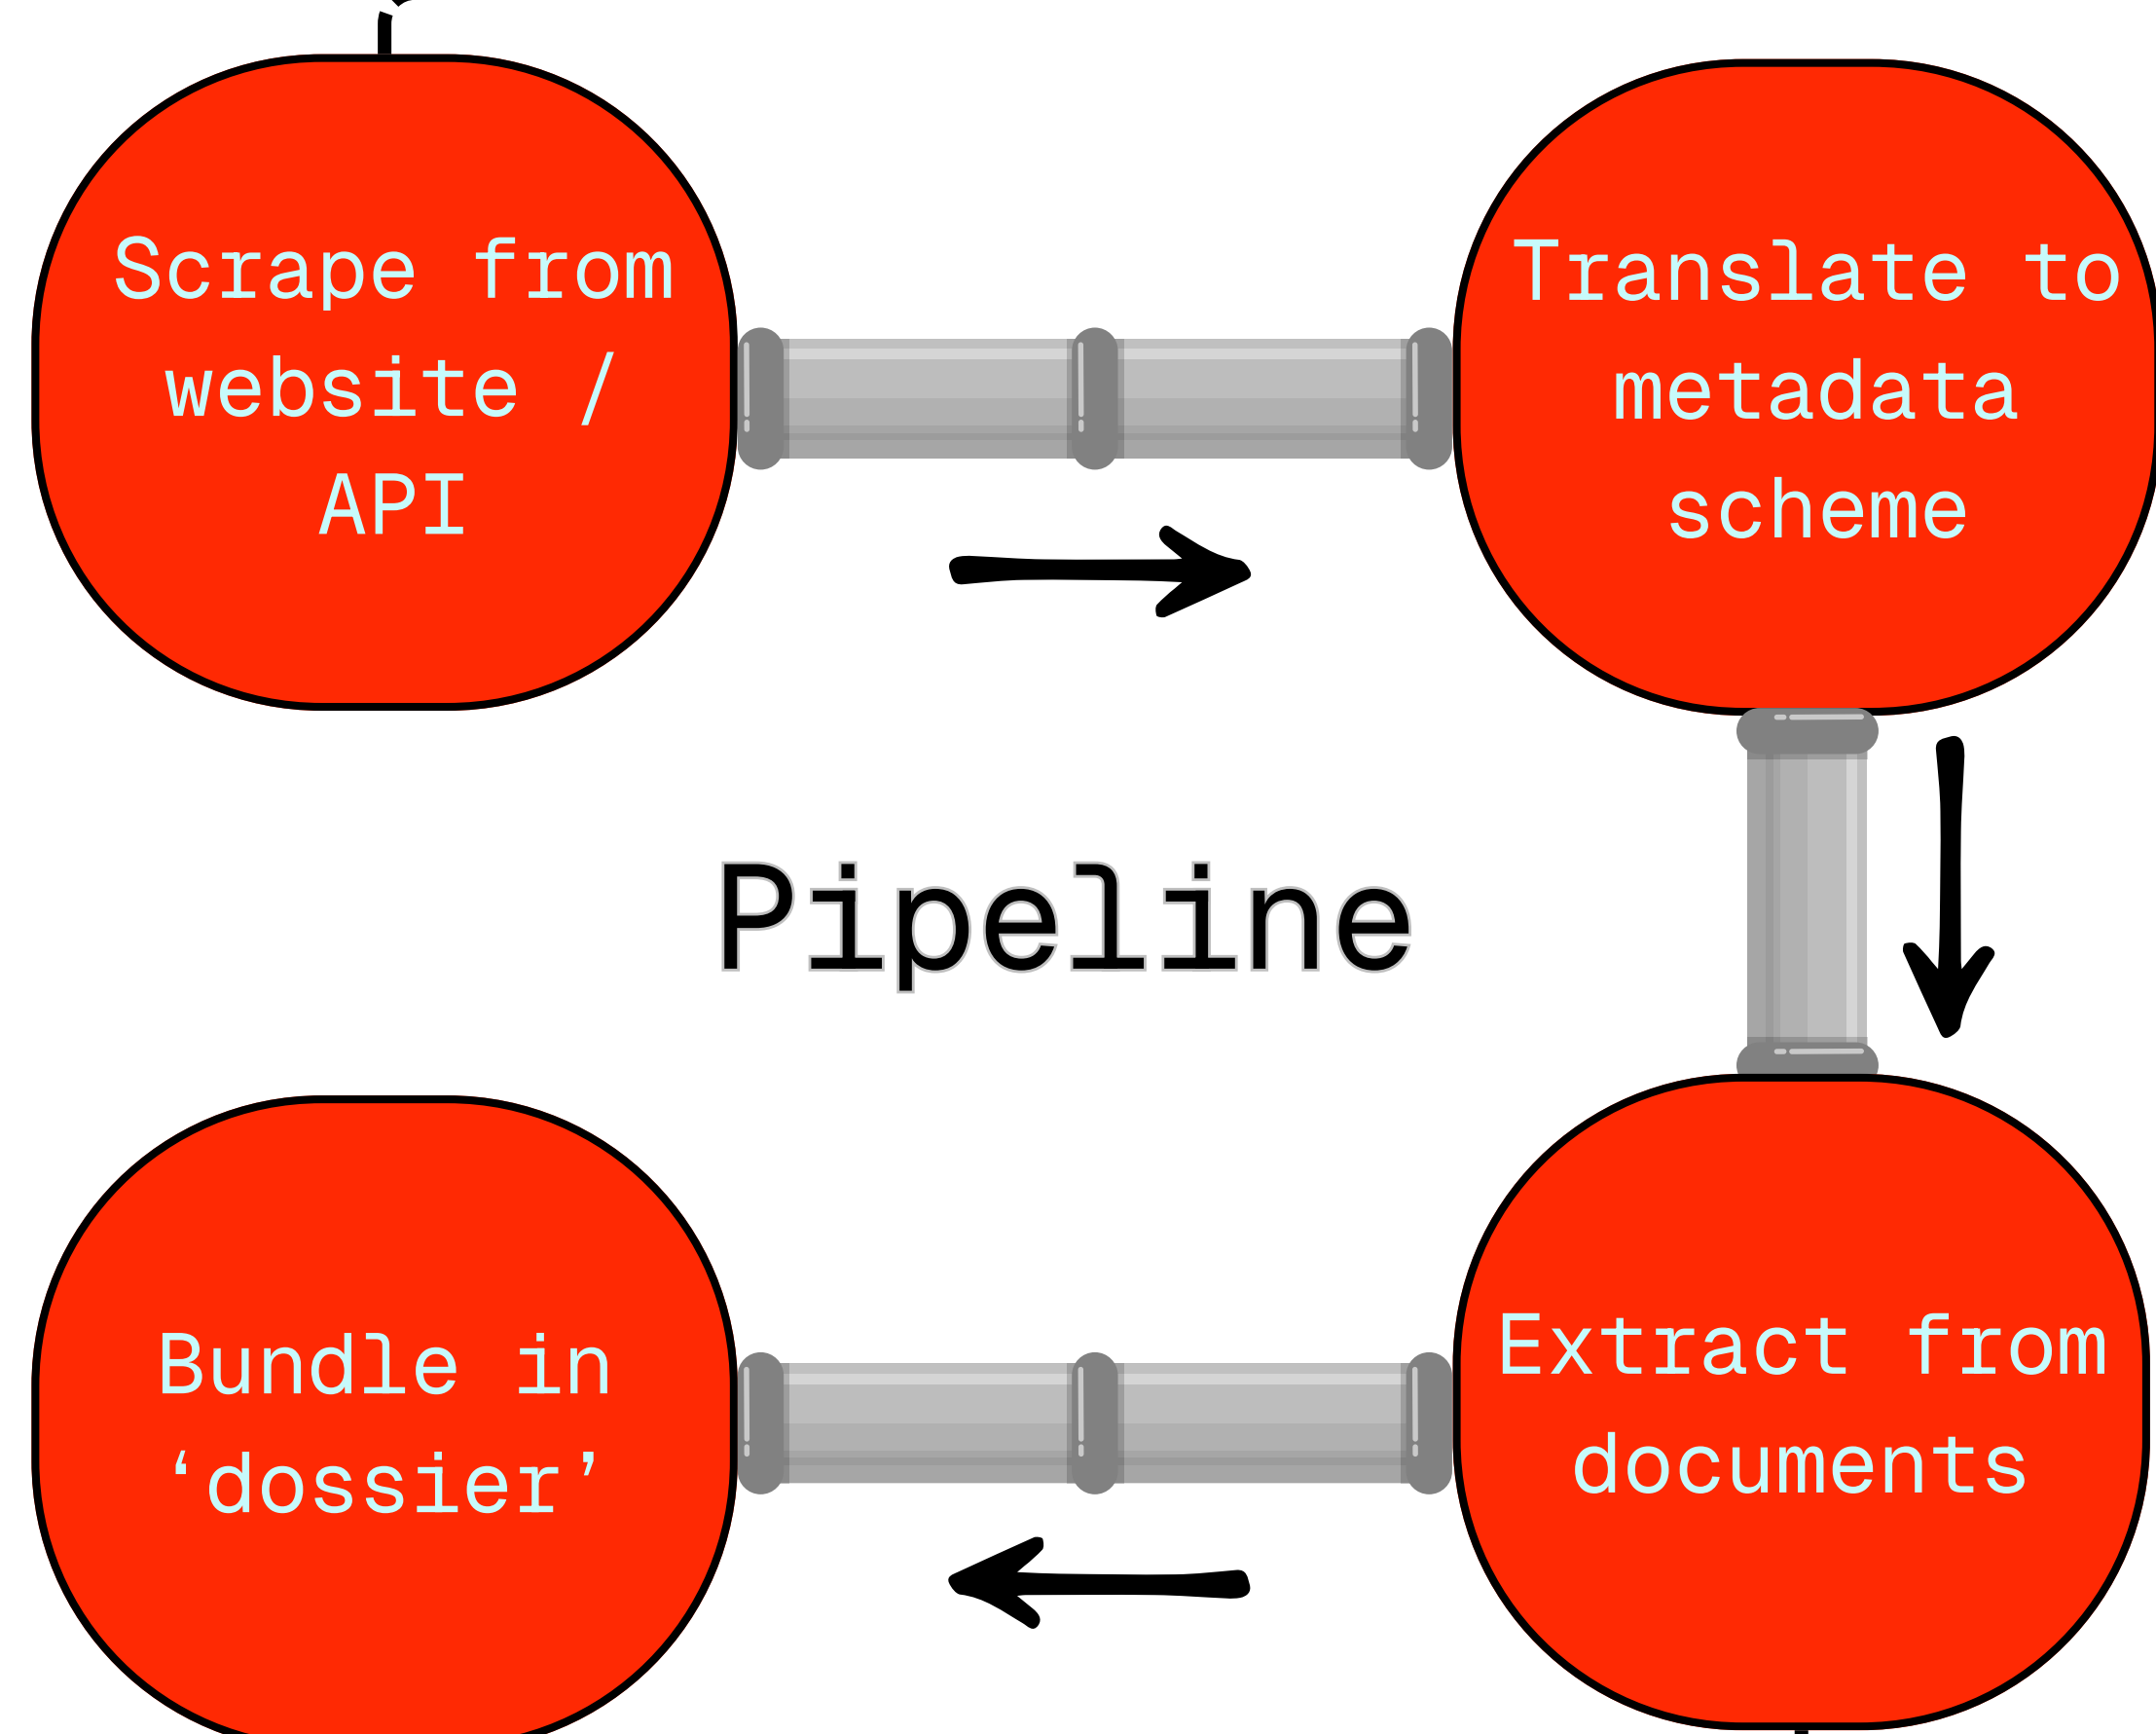 Scrape from
website /
API
Translate to
metadata
scheme
Pipeline
Bundle in
‘dossier’
Extract from
documents